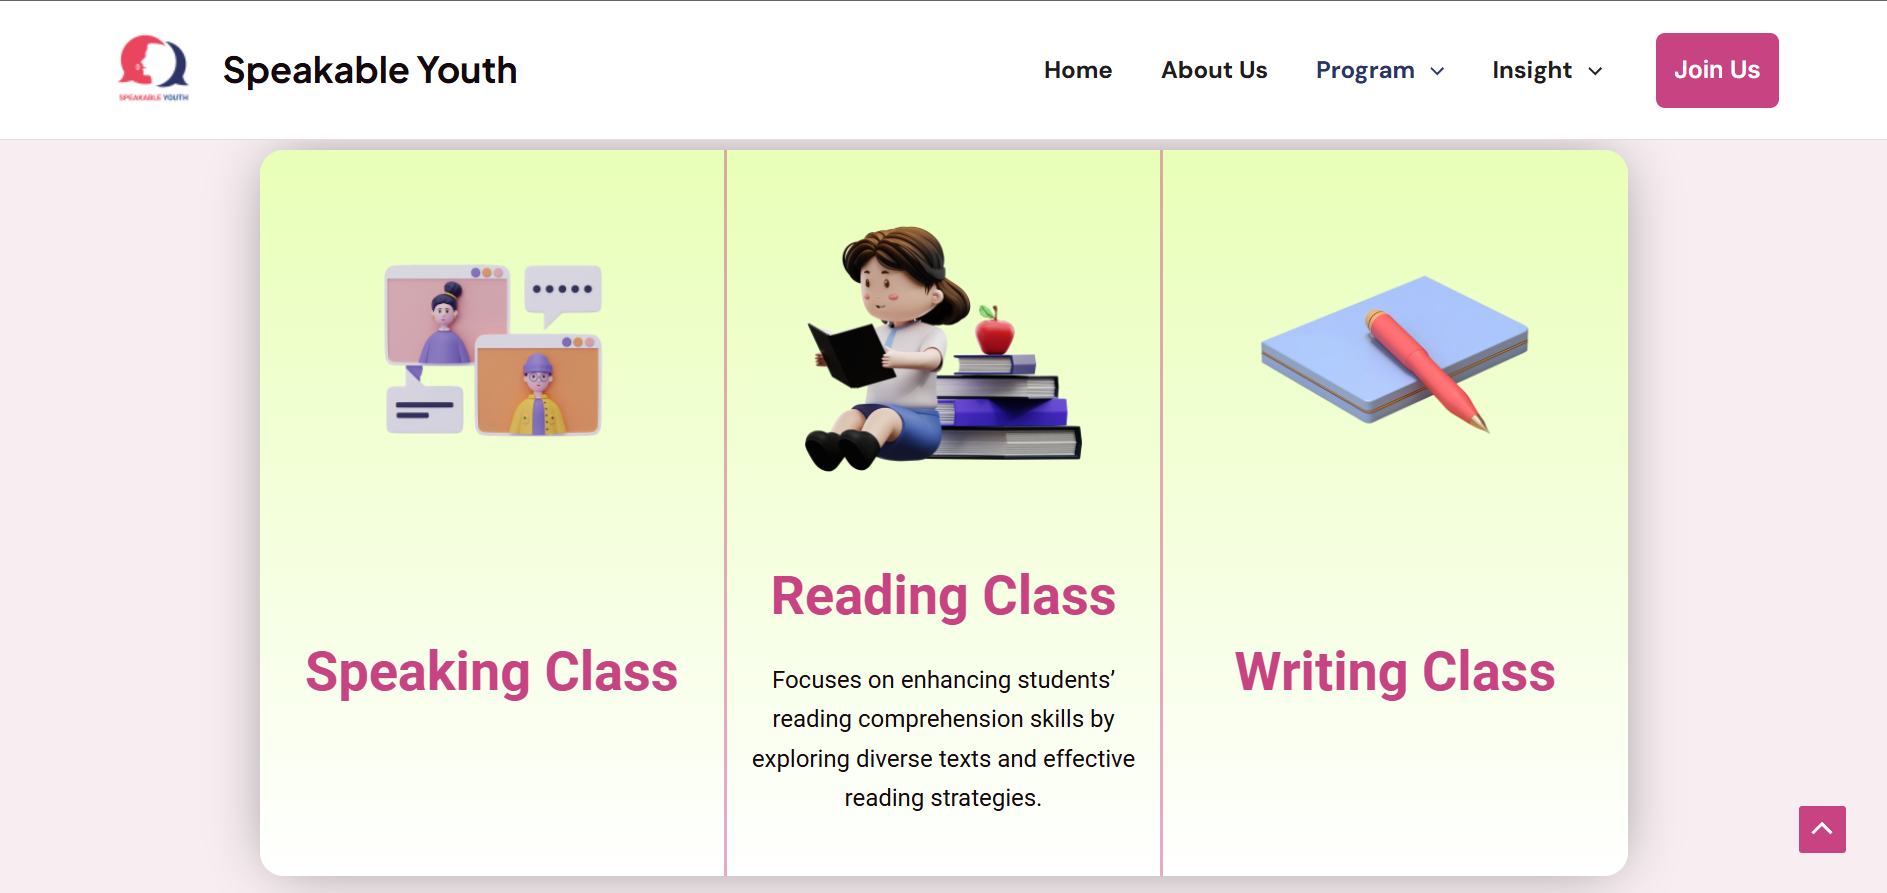 SPEAKABLE YOUTH
Speakable Youth
Home
About Us
Program
Insight
Join Us
Speaking Class
Reading Class
Focuses on enhancing students’
reading comprehension skills by
exploring diverse texts and effective
reading strategies.
Writing Class